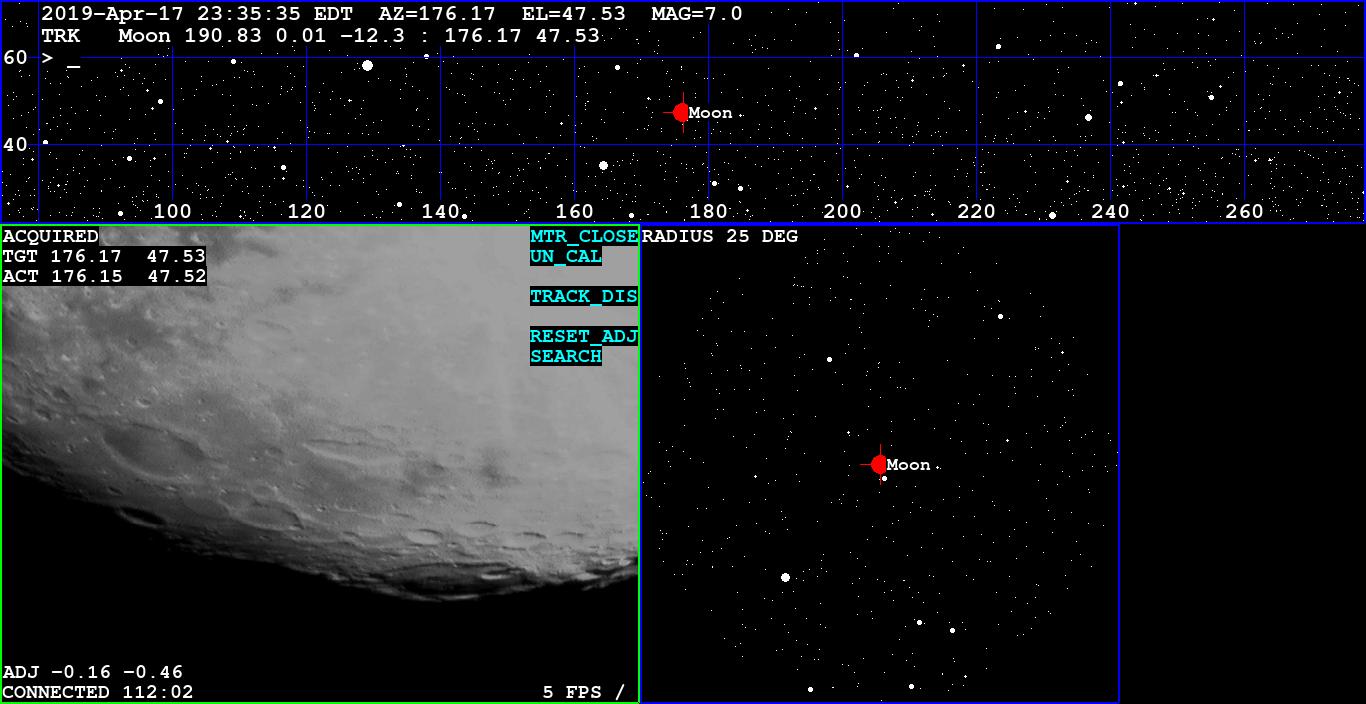 2019-Apr-17 23:35:35 EDT AZ=176.17 EL=47.53 MAG=7.0
TRK Moon 190.83 0.01 -12.3 : 176.17 47.53
60 > _
Moon
40
100 120 140 160 180 200 220 240 260
ACQUIRED
TGT 176.17 47.53
ACT 176.15 47.52
MTR_CLOSE
UN_CAL
TRACK_DIS
RESET_ADJ
SEARCH
ADJ -0.16 -0.46
CONNECTED 112:02
5 FPS /
RADIUS 25 DEG
Moon